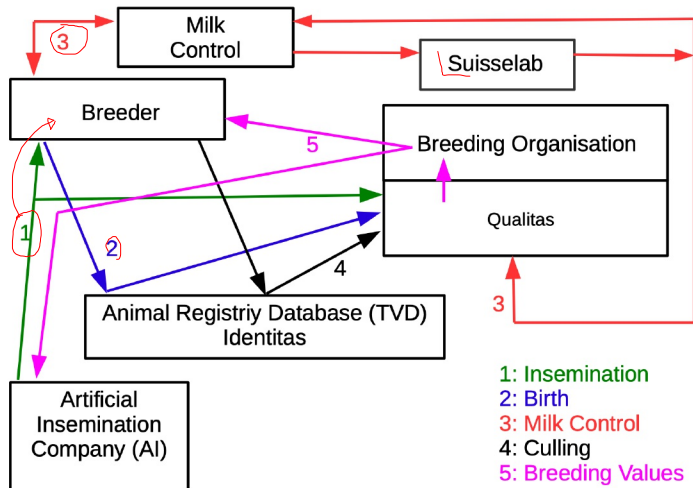 3
Milk
Control
Suisselab
Breeder
5
Breeding Organisation
Qualitas
1
2
4
3
Animal Registriy Database (TVD)
Identitas
Artificial
Insemination
Company (AI)
1: Insemination
2: Birth
3: Milk Control
4: Culling
5: Breeding Values